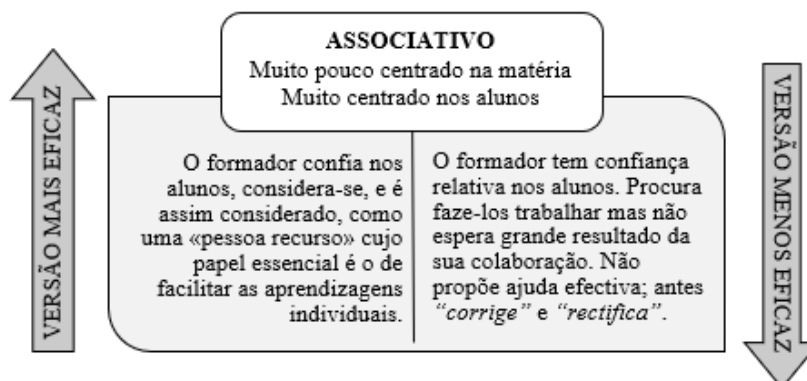 ASSOCIATIVO
Muito pouco centrado na matéria
Muito centrado nos alunos
VERSÃO MAIS EFICAZ
O formador confia nos
alunos, considera-se, e é
assim considerado, como
uma «pessoa recurso» cujo
papel essencial é o de
facilitar as aprendizagens
individuais.
O formador tem confiança
relativa nos alunos. Procura
faze-los trabalhar mas não
espera grande resultado da
sua colaboração. Não
propõe ajuda efectiva; antes
“corrige” e “rectifica”.
VERSÃO MENOS EFICAZ